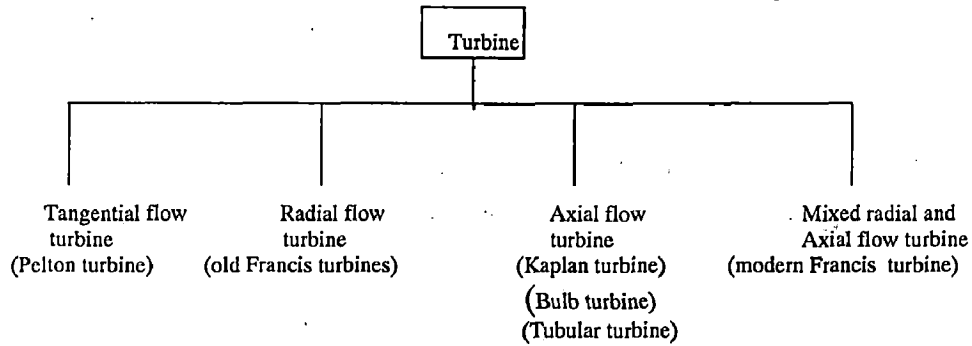 Turbine
Tangential flow
turbine
(Pelton turbine)
Radial flow
turbine
(old Francis turbines)
Axial flow
turbine
(Kaplan turbine)
(Bulb turbine)
(Tubular turbine)
Mixed radial and
Axial flow turbine
(modern Francis turbine)